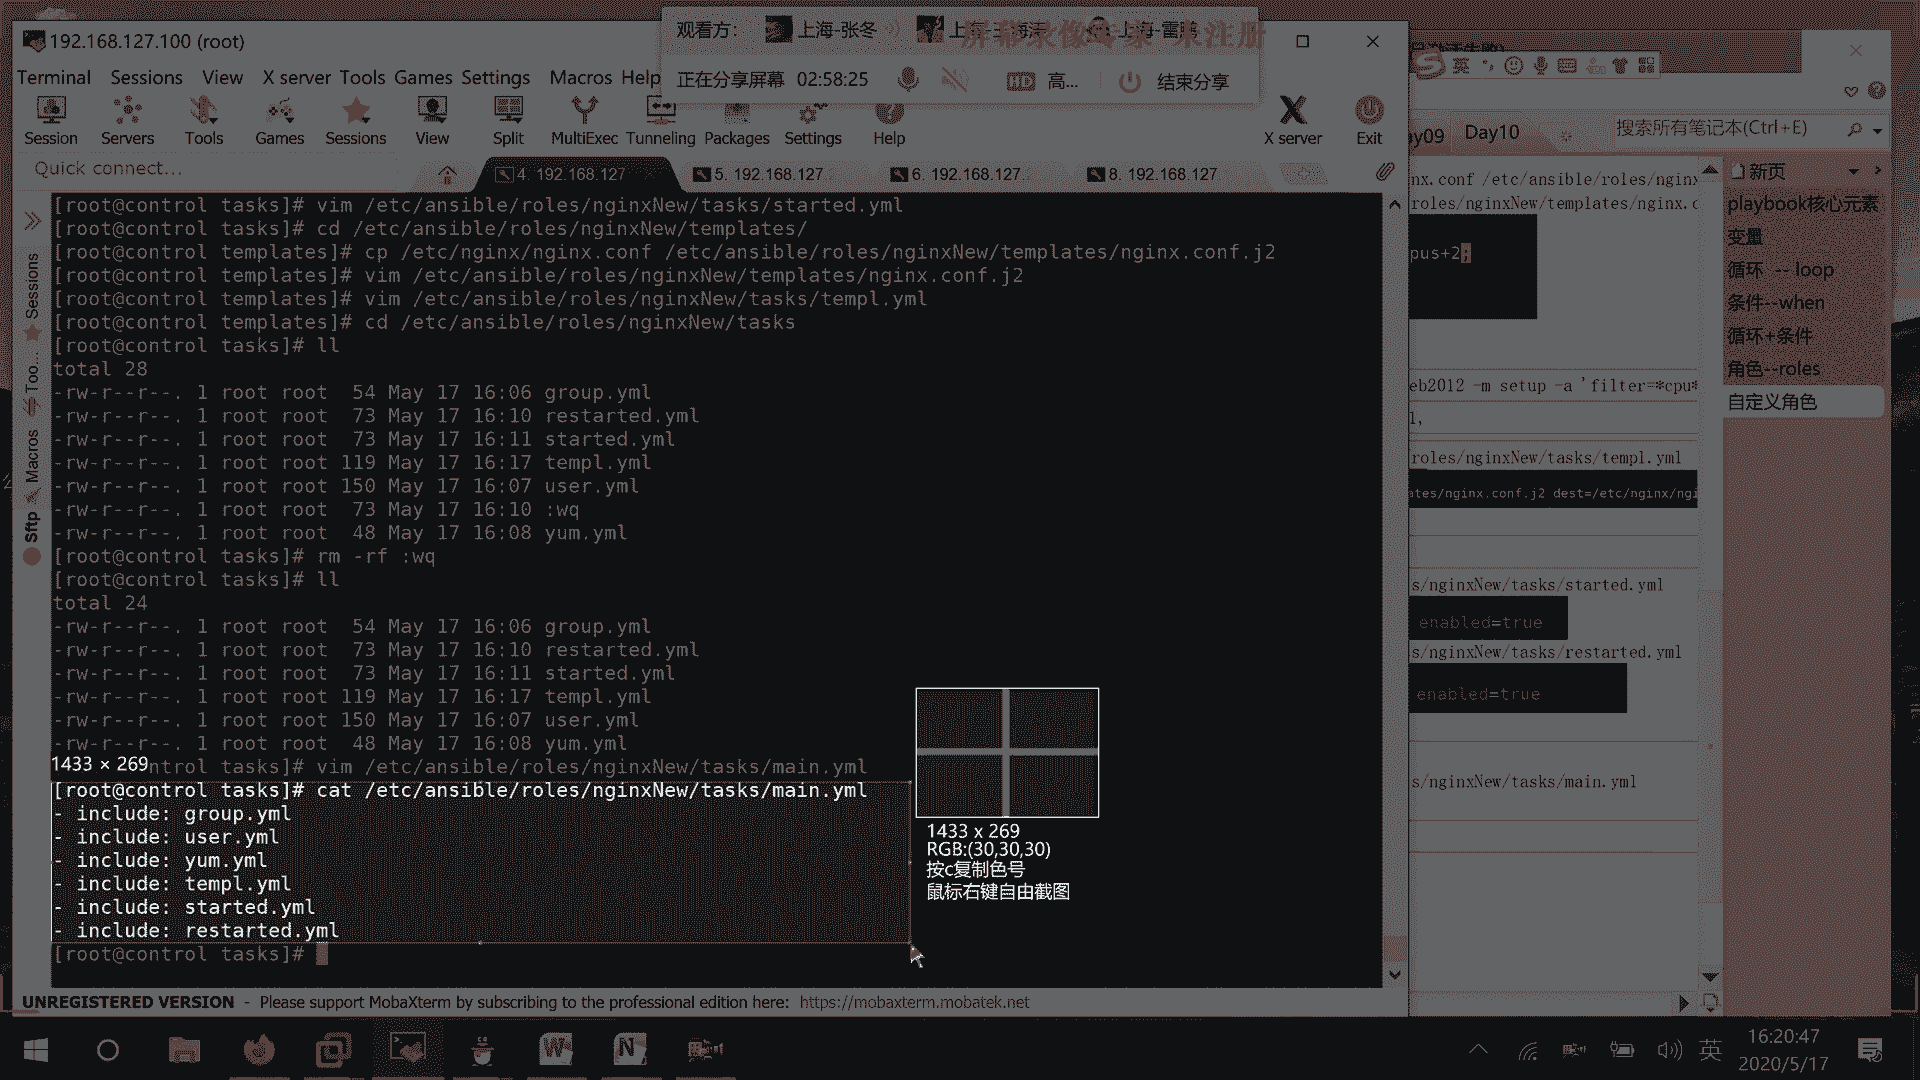 192.168.127.100 (root)
观看方： 上海-张冬 上海-王海涛 上海-雷鹏
屏幕录像专家 未注册
Terminal Sessions View X server Tools Games Settings Macros Help
正在分享屏幕 02:58:25 HD 高... 结束分享
Session Servers Tools Games Sessions View Split MultiExec Tunneling Packages Settings Help X server Exit
Quick connect...
4. 192.168.127 5. 192.168.127. 6. 192.168.127. 8. 192.168.127
Sessions
Too...
Macros
Sftp
[root@control tasks]# vim /etc/ansible/roles/nginxNew/tasks/started.yml
[root@control tasks]# cd /etc/ansible/roles/nginxNew/templates/
[root@control templates]# cp /etc/nginx/nginx.conf /etc/ansible/roles/nginxNew/templates/nginx.conf.j2
[root@control templates]# vim /etc/ansible/roles/nginxNew/templates/nginx.conf.j2
[root@control templates]# vim /etc/ansible/roles/nginxNew/tasks/templ.yml
[root@control templates]# cd /etc/ansible/roles/nginxNew/tasks
[root@control tasks]# ll
total 28
-rw-r--r--. 1 root root  54 May 17 16:06 group.yml
-rw-r--r--. 1 root root  73 May 17 16:10 restarted.yml
-rw-r--r--. 1 root root  73 May 17 16:11 started.yml
-rw-r--r--. 1 root root 119 May 17 16:17 templ.yml
-rw-r--r--. 1 root root 150 May 17 16:07 user.yml
-rw-r--r--. 1 root root  73 May 17 16:10 :wq
-rw-r--r--. 1 root root  48 May 17 16:08 yum.yml
[root@control tasks]# rm -rf :wq
[root@control tasks]# ll
total 24
-rw-r--r--. 1 root root  54 May 17 16:06 group.yml
-rw-r--r--. 1 root root  73 May 17 16:10 restarted.yml
-rw-r--r--. 1 root root  73 May 17 16:11 started.yml
-rw-r--r--. 1 root root 119 May 17 16:17 templ.yml
-rw-r--r--. 1 root root 150 May 17 16:07 user.yml
-rw-r--r--. 1 root root  48 May 17 16:08 yum.yml
1433 × 269
ntrol tasks]# vim /etc/ansible/roles/nginxNew/tasks/main.yml
[root@control tasks]# cat /etc/ansible/roles/nginxNew/tasks/main.yml
- include: group.yml
- include: user.yml
- include: yum.yml
- include: templ.yml
- include: started.yml
- include: restarted.yml
[root@control tasks]#
1433 x 269
RGB:(30,30,30)
按c复制色号
鼠标右键自由截图
UNREGISTERED VERSION - Please support MobaXterm by subscribing to the professional edition here: https://mobaxterm.mobatek.net
英
ay09 Day10 搜索所有笔记本(Ctrl+E)
nx.conf /etc/ansible/roles/nginx
roles/nginxNew/templates/nginx.c
pus+2;
eb2012 -m setup -a 'filter=*cpu*
l,
roles/nginxNew/tasks/templ.yml
ates/nginx.conf.j2 dest=/etc/nginx/ngi
s/nginxNew/tasks/started.yml
enabled=true
s/nginxNew/tasks/restarted.yml
enabled=true
s/nginxNew/tasks/main.yml
新页
playbook核心元素
变量
循环 -- loop
条件--when
循环+条件
角色--roles
自定义角色
英 16:20:47
2020/5/17